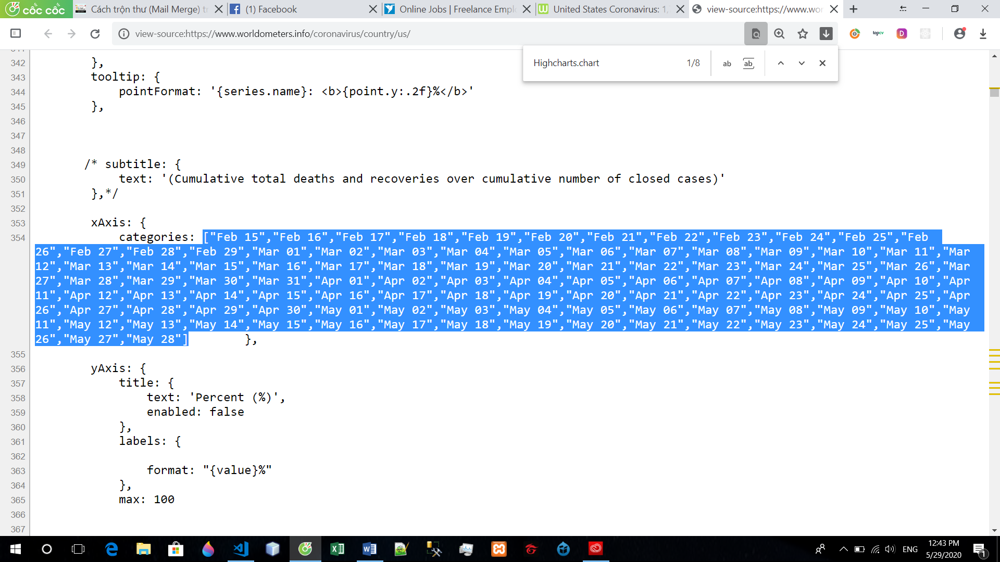 cốc cốc
Cách trộn thư (Mail Merge) tr
(1) Facebook
Online Jobs | Freelance Emplo
United States Coronavirus: 1,
view-source:https://www.wor
view-source:https://www.worldometers.info/coronavirus/country/us/
topcv
D
Highcharts.chart
1/8
ab
ab
342 },
343 tooltip: {
344 pointFormat: '{series.name}: <b>{point.y:.2f}%</b>'
345 },
346
347
348
349 /* subtitle: {
350 text: '(Cumulative total deaths and recoveries over cumulative number of closed cases)'
351 },*/
352
353 xAxis: {
354 categories: ["Feb 15","Feb 16","Feb 17","Feb 18","Feb 19","Feb 20","Feb 21","Feb 22","Feb 23","Feb 24","Feb 25","Feb
26","Feb 27","Feb 28","Feb 29","Mar 01","Mar 02","Mar 03","Mar 04","Mar 05","Mar 06","Mar 07","Mar 08","Mar 09","Mar 10","Mar 11","Mar
12","Mar 13","Mar 14","Mar 15","Mar 16","Mar 17","Mar 18","Mar 19","Mar 20","Mar 21","Mar 22","Mar 23","Mar 24","Mar 25","Mar 26","Mar
27","Mar 28","Mar 29","Mar 30","Mar 31","Apr 01","Apr 02","Apr 03","Apr 04","Apr 05","Apr 06","Apr 07","Apr 08","Apr 09","Apr 10","Apr
11","Apr 12","Apr 13","Apr 14","Apr 15","Apr 16","Apr 17","Apr 18","Apr 19","Apr 20","Apr 21","Apr 22","Apr 23","Apr 24","Apr 25","Apr
26","Apr 27","Apr 28","Apr 29","Apr 30","May 01","May 02","May 03","May 04","May 05","May 06","May 07","May 08","May 09","May 10","May
11","May 12","May 13","May 14","May 15","May 16","May 17","May 18","May 19","May 20","May 21","May 22","May 23","May 24","May 25","May
26","May 27","May 28"] },
355
356 yAxis: {
357 title: {
358 text: 'Percent (%)',
359 enabled: false
360 },
361 labels: {
362
363 format: "{value}%"
364 },
365 max: 100
366
367
ENG
12:43 PM
5/29/2020
1